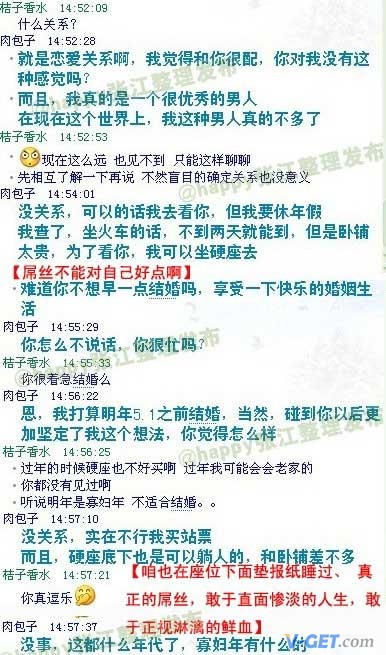 桔子香水 14:52:09
什么关系？
肉包子 14:52:28
就是恋爱关系啊，我觉得和你很配，你对我没有这
种感觉吗？
而且，我真的是一个很优秀的男人
在现在这个世界上，我这种男人真的不多了
桔子香水 14:52:53
现在这么远 也见不到 只能这样聊聊
先相互了解一下再说 不然盲目的确定关系也没意义
肉包子 14:54:01
没关系，可以的话我去看你，但我要休年假
我查了，坐火车的话，不到两天就能到，但是卧铺
太贵，为了看你，我可以坐硬座去
【屌丝不能对自己好点啊】
难道你不想早一点结婚吗，享受一下快乐的婚姻生
活
肉包子 14:55:29
你怎么不说话，你很忙吗？
桔子香水 14:55:33
你很着急结婚么
肉包子 14:56:22
恩，我打算明年5.1之前结婚，当然，碰到你以后更
加坚定了我这个想法，你觉得怎么样
桔子香水 14:56:25
过年的时候硬座也不好买啊 过年我可能会会老家的
你都没有见过啊
听说明年是寡妇年 不适合结婚。。
肉包子 14:57:10
没关系，实在不行我买站票
而且，硬座底下也是可以躺人的，和卧铺差不多
桔子香水 14:57:21
你真逗乐
【咱也在座位下面垫报纸睡过、真
正的屌丝，敢于直面惨淡的人生，敢
于正视淋漓的鲜血】
肉包子 14:57:37
没事，这都什么年代了，寡妇年有什么的
@happy张江整理发布
@happy张江整理发布
@happy张江整理发布
@happy张江整理发布
V-GET.com